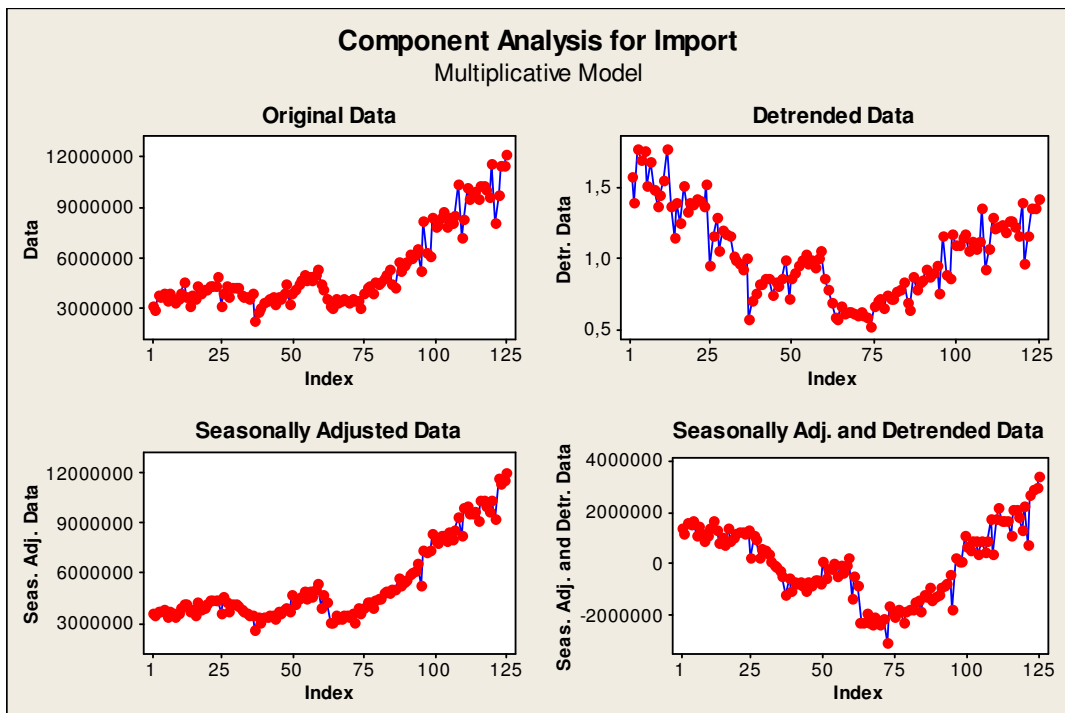 Component Analysis for Import
Multiplicative Model
Original Data
Data
12000000
9000000
6000000
3000000
1
25
50
75
100
125
Index
Detrended Data
Detr. Data
1,5
1,0
0,5
1
25
50
75
100
125
Index
Seasonally Adjusted Data
Seas. Adj. Data
12000000
9000000
6000000
3000000
1
25
50
75
100
125
Index
Seasonally Adj. and Detrended Data
Seas. Adj. and Detr. Data
4000000
2000000
0
-2000000
1
25
50
75
100
125
Index